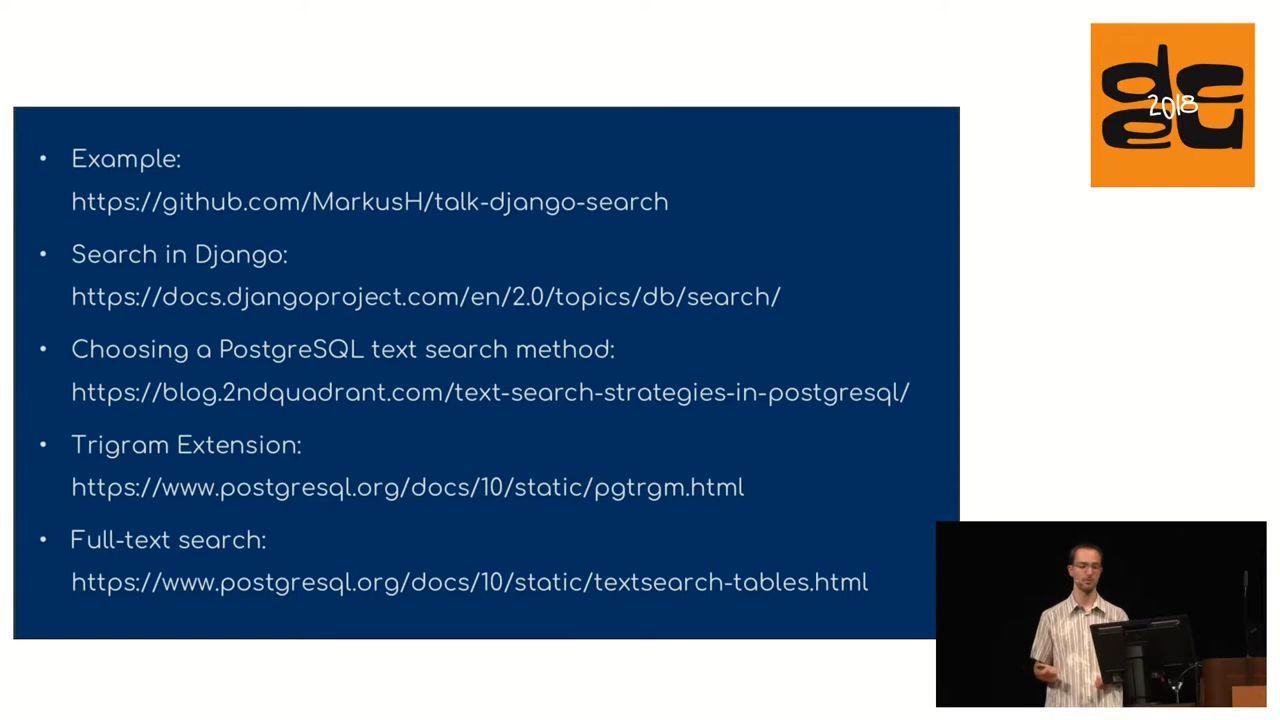 • Example:
https://github.com/MarkusH/talk-django-search
• Search in Django:
https://docs.djangoproject.com/en/2.0/topics/db/search/
• Choosing a PostgreSQL text search method:
https://blog.2ndquadrant.com/text-search-strategies-in-postgresql/
• Trigram Extension:
https://www.postgresql.org/docs/10/static/pgtrgm.html
• Full-text search:
https://www.postgresql.org/docs/10/static/textsearch-tables.html
dc
2018
eu